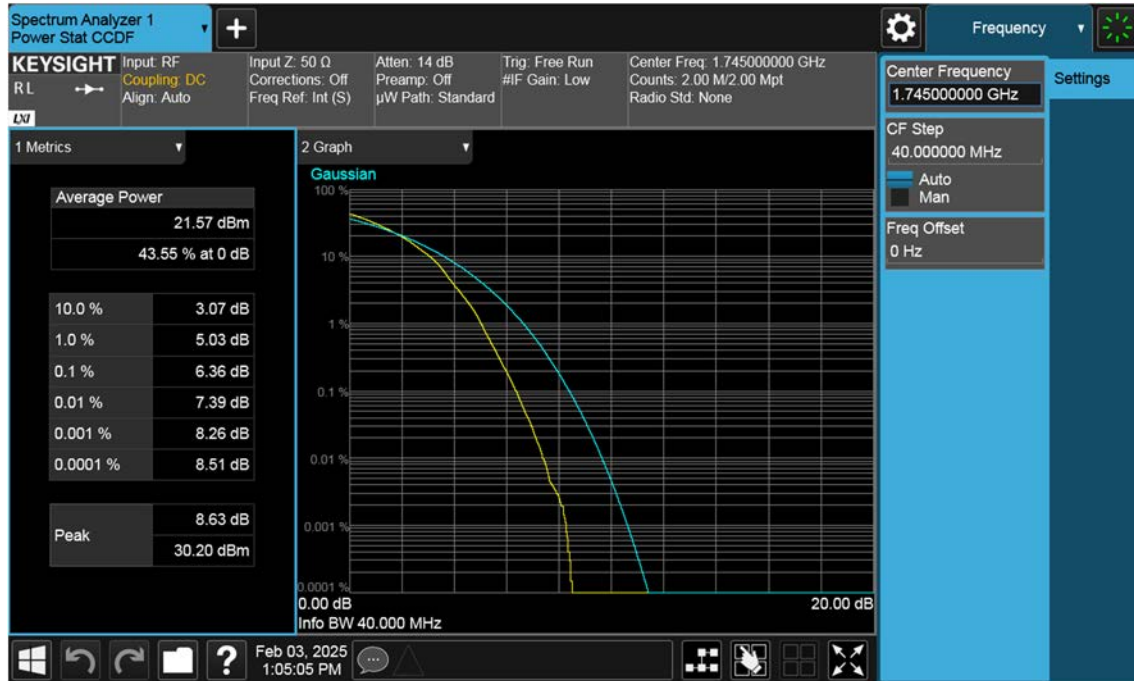 Spectrum Analyzer 1
Power Stat CCDF
+
Frequency
KEYSIGHT
RL
LXI
Input: RF
Coupling: DC
Align: Auto
Input Z: 50 Ω
Corrections: Off
Freq Ref: Int (S)
Atten: 14 dB
Preamp: Off
µW Path: Standard
Trig: Free Run
#IF Gain: Low
Center Freq: 1.745000000 GHz
Counts: 2.00 M/2.00 Mpt
Radio Std: None
Center Frequency
1.745000000 GHz
Settings
CF Step
40.000000 MHz
Auto
Man
Freq Offset
0 Hz
1 Metrics
Average Power
21.57 dBm
43.55 % at 0 dB
10.0 % 3.07 dB
1.0 % 5.03 dB
0.1 % 6.36 dB
0.01 % 7.39 dB
0.001 % 8.26 dB
0.0001 % 8.51 dB
Peak
8.63 dB
30.20 dBm
2 Graph
Gaussian
100 %
10 %
1 %
0.1 %
0.01 %
0.001 %
0.0001 %
0.00 dB 20.00 dB
Info BW 40.000 MHz
?
Feb 03, 2025
1:05:05 PM